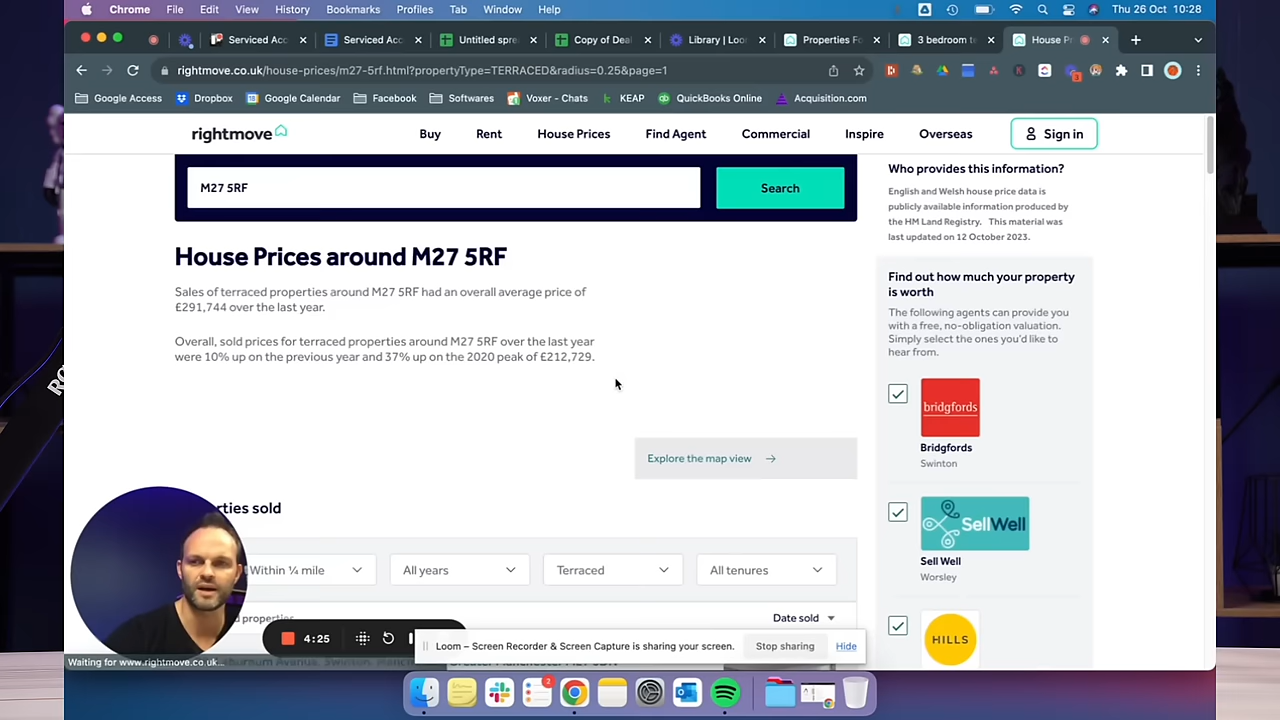 Chrome File Edit View History Bookmarks Profiles Tab Window Help Thu 26 Oct 10:28
Serviced Acc Serviced Acc Untitled spre Copy of Deal Library | Loo Properties Fo 3 bedroom te House Pr
rightmove.co.uk/house-prices/m27-5rf.html?propertyType=TERRACED&radius=0.25&page=1
Google Access Dropbox Google Calendar Facebook Softwares Voxer - Chats KEAP QuickBooks Online Acquisition.com
rightmove Buy Rent House Prices Find Agent Commercial Inspire Overseas Sign in
M27 5RF Search
House Prices around M27 5RF
Sales of terraced properties around M27 5RF had an overall average price of
£291,744 over the last year.
Overall, sold prices for terraced properties around M27 5RF over the last year
were 10% up on the previous year and 37% up on the 2020 peak of £212,729.
Explore the map view
Who provides this information?
English and Welsh house price data is
publicly available information produced by
the HM Land Registry. This material was
last updated on 12 October 2023.
Find out how much your property
is worth
The following agents can provide you
with a free, no-obligation valuation.
Simply select the ones you'd like to
hear from.
bridgfords
Bridgfords
Swinton
SellWell
Sell Well
Worsley
HILLS
sold
Within ¼ mile All years Terraced All tenures
properties Date sold
4:25
Loom – Screen Recorder & Screen Capture is sharing your screen. Stop sharing Hide
Waiting for www.rightmove.co.uk...
2